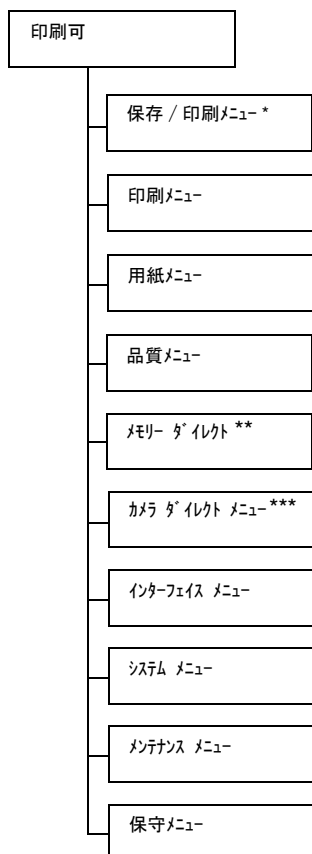 印刷可
保存 / 印刷ﾒﾆｭｰ *
印刷ﾒﾆｭｰ
用紙ﾒﾆｭｰ
品質ﾒﾆｭｰ
ﾒﾓﾘｰ ﾀﾞｲﾚｸﾄ **
ｶﾒﾗ ﾀﾞｲﾚｸﾄ ﾒﾆｭｰ***
ｲﾝﾀｰﾌｪｲｽ ﾒﾆｭｰ
ｼｽﾃﾑ ﾒﾆｭｰ
ﾒﾝﾃﾅﾝｽ ﾒﾆｭｰ
保守ﾒﾆｭｰ